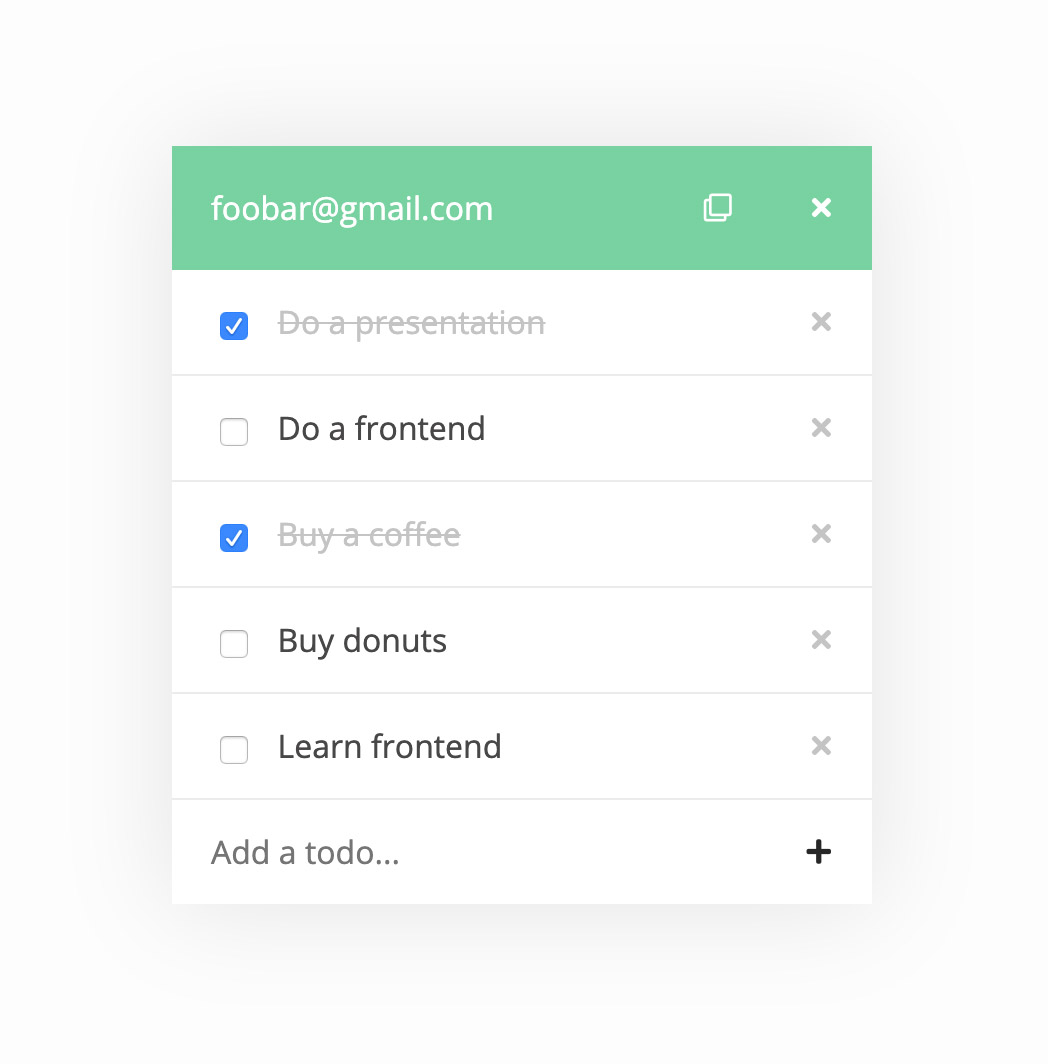 foobar@gmail.com
Do a presentation
Do a frontend
Buy a coffee
Buy donuts
Learn frontend
Add a todo...